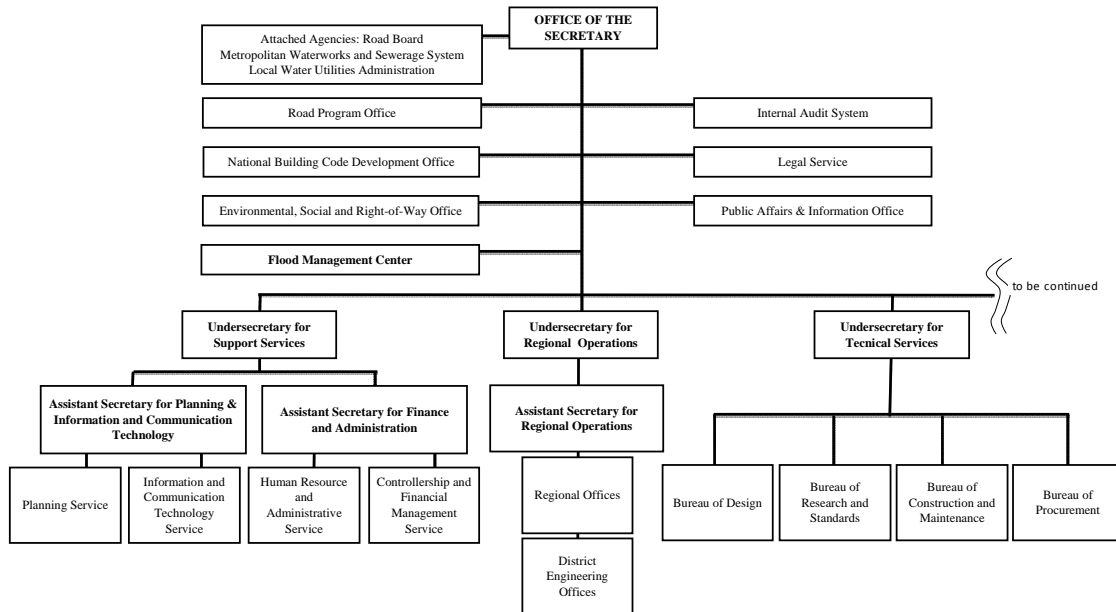 OFFICE OF THE
SECRETARY
Attached Agencies: Road Board
Metropolitan Waterworks and Sewerage System
Local Water Utilities Administration
Road Program Office
Internal Audit System
National Building Code Development Office
Legal Service
Environmental, Social and Right-of-Way Office
Public Affairs & Information Office
Flood Management Center
to be continued
Undersecretary for
Support Services
Undersecretary for
Regional Operations
Undersecretary for
Tecnical Services
Assistant Secretary for Planning &
Information and Communication
Technology
Assistant Secretary for Finance
and Administration
Assistant Secretary for
Regional Operations
Planning Service
Information and
Communication
Technology
Service
Human Resource
and
Administrative
Service
Controllership and
Financial
Management
Service
Regional Offices
District
Engineering
Offices
Bureau of Design
Bureau of
Research and
Standards
Bureau of
Construction and
Maintenance
Bureau of
Procurement